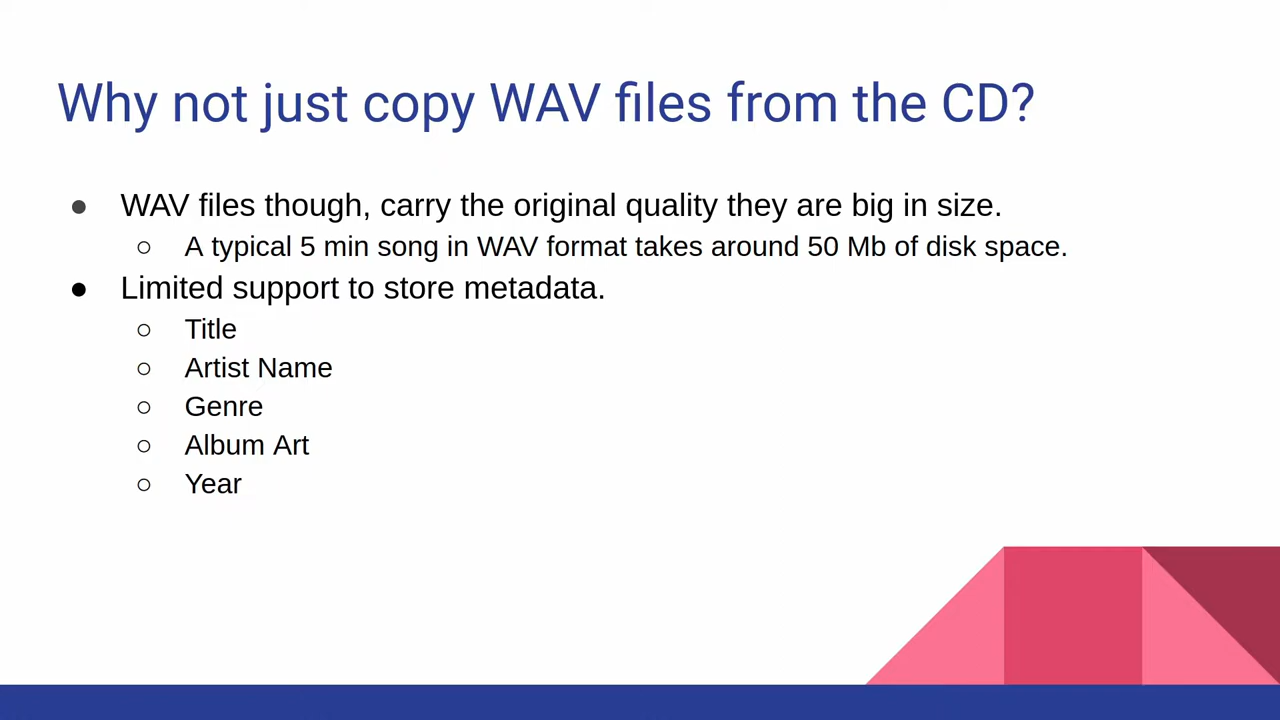 Why not just copy WAV files from the CD?
● WAV files though, carry the original quality they are big in size.
○ A typical 5 min song in WAV format takes around 50 Mb of disk space.
● Limited support to store metadata.
○ Title
○ Artist Name
○ Genre
○ Album Art
○ Year